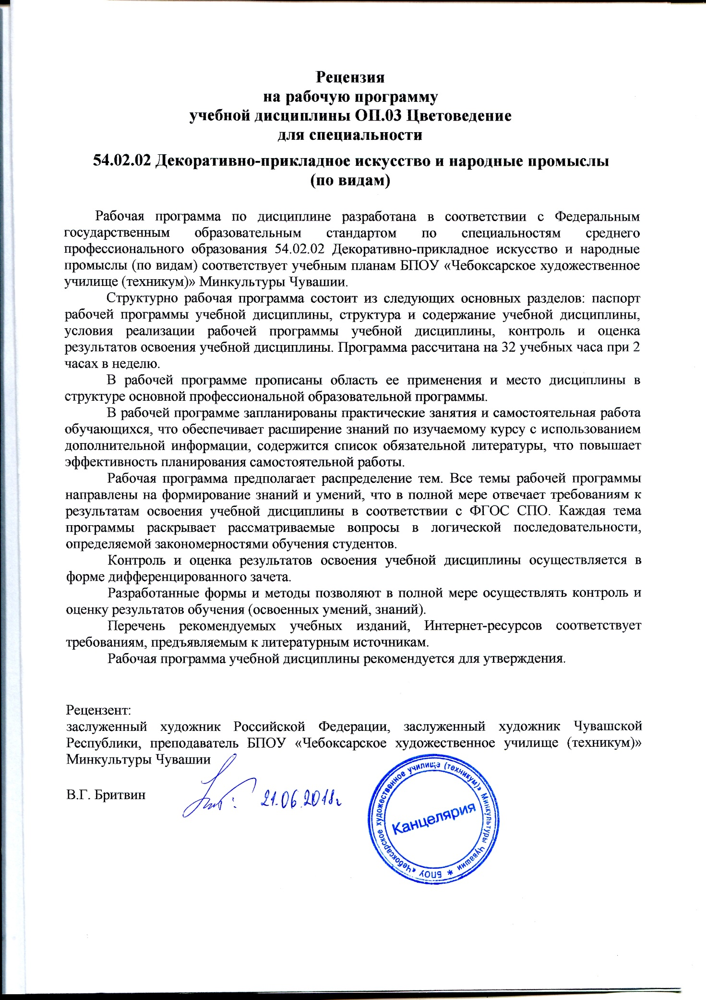 Рецензия
на рабочую программу
учебной дисциплины ОП.03 Цветоведение
для специальности
54.02.02 Декоративно-прикладное искусство и народные промыслы
(по видам)
Рабочая программа по дисциплине разработана в соответствии с Федеральным
государственным образовательным стандартом по специальностям среднего
профессионального образования 54.02.02 Декоративно-прикладное искусство и народные
промыслы (по видам) соответствует учебным планам БПОУ «Чебоксарское художественное
училище (техникум)» Минкультуры Чувашии.
Структурно рабочая программа состоит из следующих основных разделов: паспорт
рабочей программы учебной дисциплины, структура и содержание учебной дисциплины,
условия реализации рабочей программы учебной дисциплины, контроль и оценка
результатов освоения учебной дисциплины. Программа рассчитана на 32 учебных часа при 2
часах в неделю.
В рабочей программе прописаны область ее применения и место дисциплины в
структуре основной профессиональной образовательной программы.
В рабочей программе запланированы практические занятия и самостоятельная работа
обучающихся, что обеспечивает расширение знаний по изучаемому курсу с использованием
дополнительной информации, содержится список обязательной литературы, что повышает
эффективность планирования самостоятельной работы.
Рабочая программа предполагает распределение тем. Все темы рабочей программы
направлены на формирование знаний и умений, что в полной мере отвечает требованиям к
результатам освоения учебной дисциплины в соответствии с ФГОС СПО. Каждая тема
программы раскрывает рассматриваемые вопросы в логической последовательности,
определяемой закономерностями обучения студентов.
Контроль и оценка результатов освоения учебной дисциплины осуществляется в
форме дифференцированного зачета.
Разработанные формы и методы позволяют в полной мере осуществлять контроль и
оценку результатов обучения (освоенных умений, знаний).
Перечень рекомендуемых учебных изданий, Интернет-ресурсов соответствует
требованиям, предъявляемым к литературным источникам.
Рабочая программа учебной дисциплины рекомендуется для утверждения.
Рецензент:
заслуженный художник Российской Федерации, заслуженный художник Чувашской
Республики, преподаватель БПОУ «Чебоксарское художественное училище (техникум)»
Минкультуры Чувашии
В.Г. Бритвин
21.06.2018г
БПОУ «Чебоксарское художественное училище (техникум)» Минкультуры Чувашии *
Канцелярия